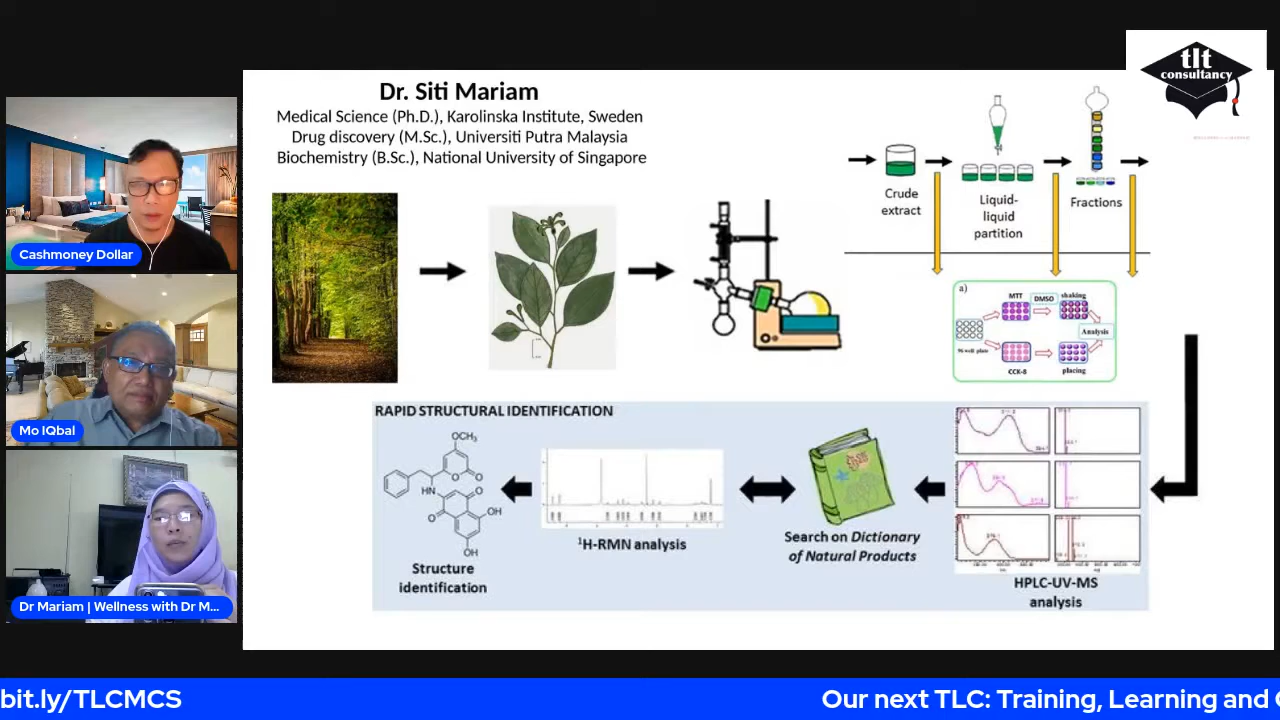 Dr. Siti Mariam
Medical Science (Ph.D.), Karolinska Institute, Sweden
Drug discovery (M.Sc.), Universiti Putra Malaysia
Biochemistry (B.Sc.), National University of Singapore
tlt
consultancy
Crude
extract
Liquid-
liquid
partition
Fractions
a)
MTT
DMSO
shaking
96 well plate
Analysis
CCK-8
placing
RAPID STRUCTURAL IDENTIFICATION
OCH3
O
O
HN
O
O
OH
OH
Structure
identification
1H-RMN analysis
Search on Dictionary
of Natural Products
HPLC-UV-MS
analysis
Cashmoney Dollar
Mo IQbal
Dr Mariam | Wellness with Dr M...
bit.ly/TLCMCS
Our next TLC: Training, Learning and